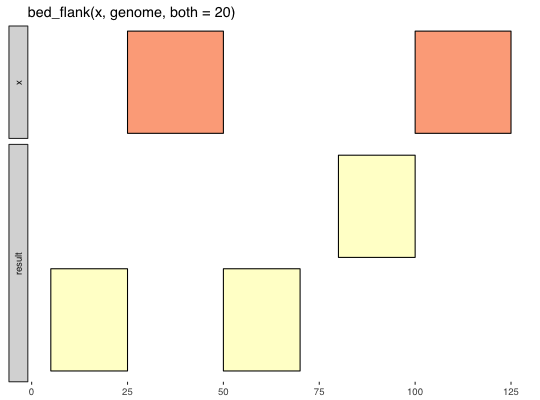 bed_flank(x, genome, both = 20)
x
result
0 25 50 75 100 125